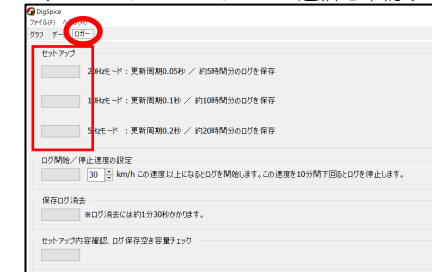 DigSpice
ファイル(F)
グラフ デー ロガー
セットアップ
20Hzモード：更新周期0.05秒 ／ 約5時間分のログを保存
10Hzモード：更新周期0.1秒 ／ 約10時間分のログを保存
5Hzモード ：更新周期0.2秒 ／ 約20時間分のログを保存
ログ開始／停止速度の設定
30 km/h この速度以上になるとログを開始します。この速度を10分間下回るとログを停止します。
保存ログ消去
※ログ消去には約1分30秒かかります。
セットアップ内容確認、ログ保存空き容量チェック